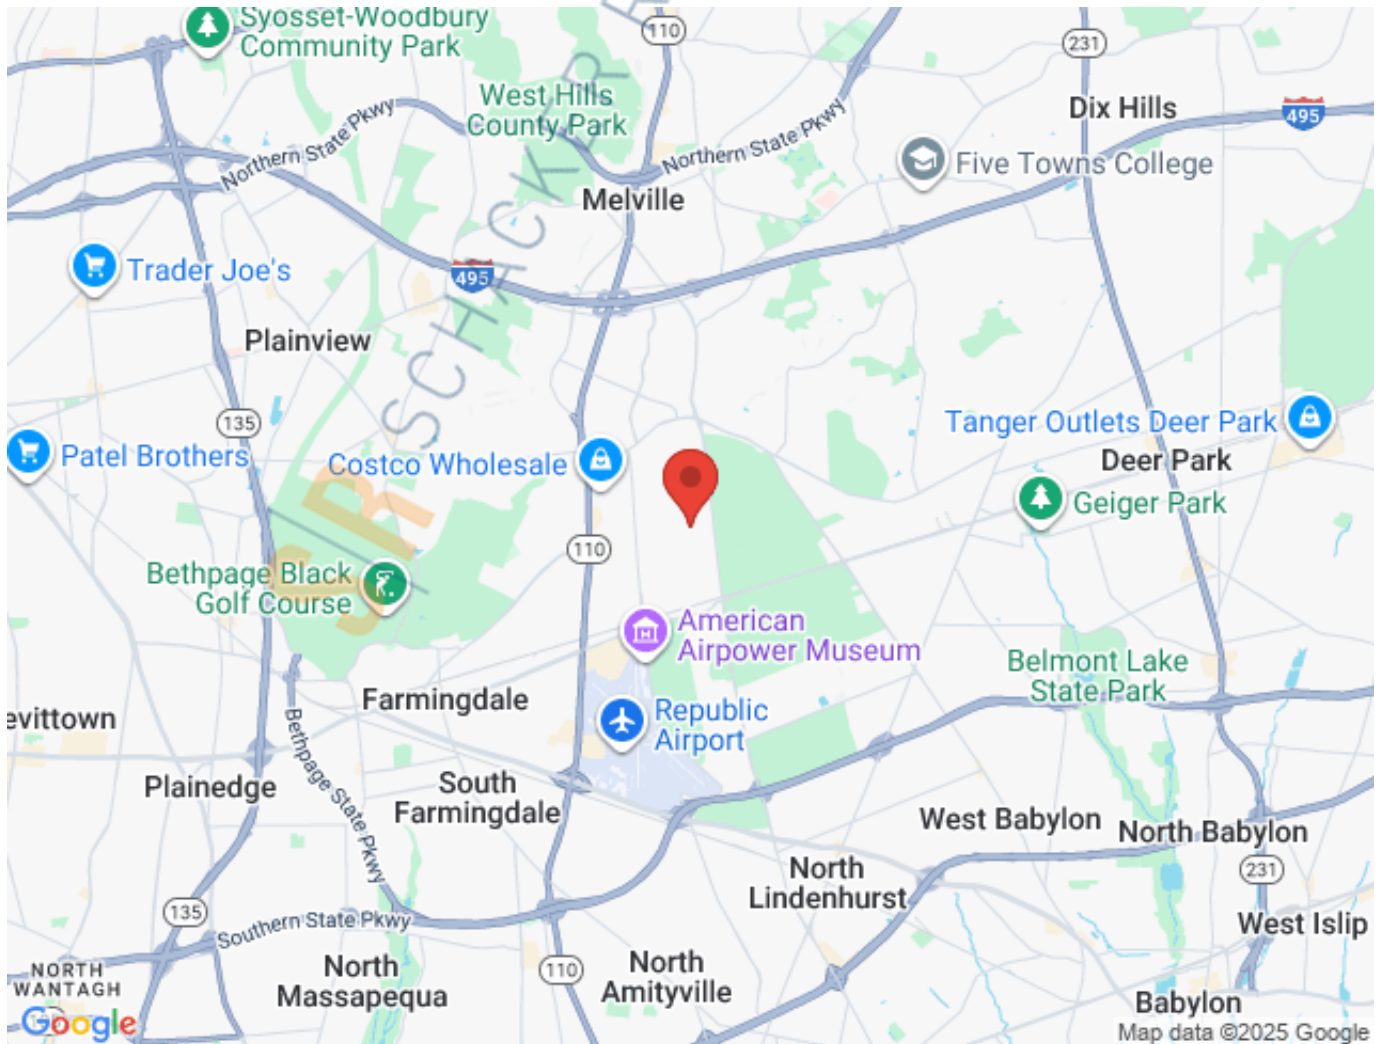 Syosset-Woodbury
Community Park
110
231
West Hills
County Park
Dix Hills
495
Northern State Pkwy
Northern State Pkwy
Five Towns College
Melville
Trader Joe's
495
Plainview
135
Tanger Outlets Deer Park
Patel Brothers
Costco Wholesale
Deer Park
Geiger Park
110
Bethpage Black
Golf Course
American
Airpower Museum
Belmont Lake
State Park
Farmingdale
evittown
Republic
Airport
Bethpage State Pkwy
Plainedge
South
Farmingdale
West Babylon
North Babylon
North
Lindenhurst
231
135
Southern State Pkwy
West Islip
NORTH
WANTAGH
North
Massapequa
110
North
Amityville
Babylon
Google
Map data ©2025 Google
SR SCHACKER